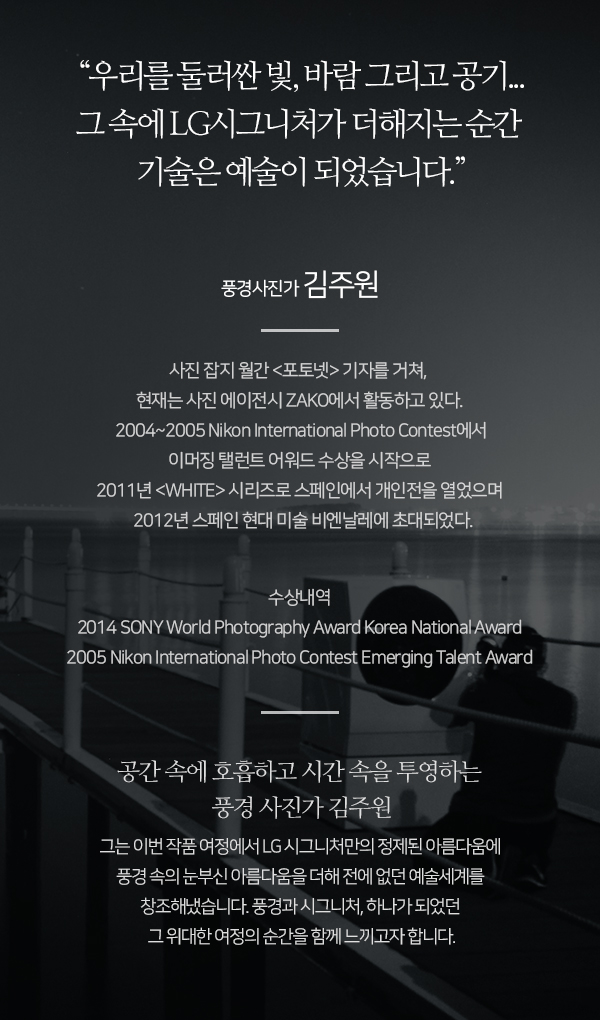 “우리를 둘러싼 빛, 바람 그리고 공기...
그 속에 LG시그니처가 더해지는 순간
기술은 예술이 되었습니다.”
풍경사진가 김주원
사진 잡지 월간 <포토넷> 기자를 거쳐,
현재는 사진 에이전시 ZAKO에서 활동하고 있다.
2004~2005 Nikon International Photo Contest에서
이머징 탤런트 어워드 수상을 시작으로
2011년 <WHITE> 시리즈로 스페인에서 개인전을 열었으며
2012년 스페인 현대 미술 비엔날레에 초대되었다.
수상내역
2014 SONY World Photography Award Korea National Award
2005 Nikon International Photo Contest Emerging Talent Award
공간 속에 호흡하고 시간 속을 투영하는
풍경 사진가 김주원
그는 이번 작품 여정에서 LG 시그니처만의 정제된 아름다움에
풍경 속의 눈부신 아름다움을 더해 전에 없던 예술세계를
창조해냈습니다. 풍경과 시그니처, 하나가 되었던
그 위대한 여정의 순간을 함께 느끼고자 합니다.